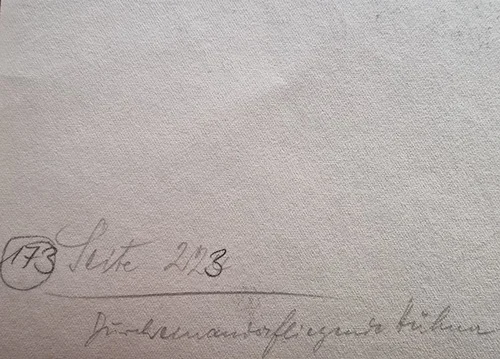 173 Seite 223
Durcheinanderfliegende Hühner